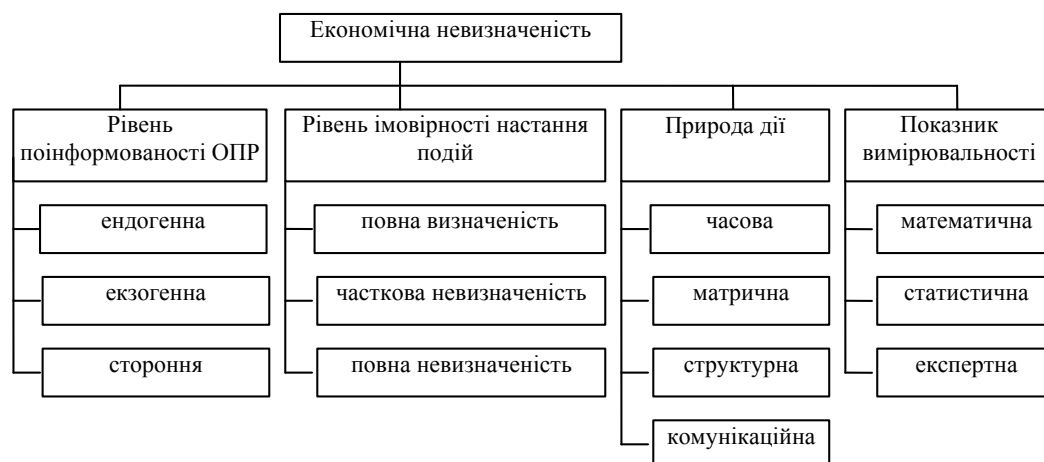 Економічна невизначеність
Рівень
поінформованості ОПР
ендогенна
екзогенна
стороння
Рівень імовірності настання
подій
повна визначеність
часткова невизначеність
повна невизначеність
Природа дії
часова
матрична
структурна
комунікаційна
Показник
вимірювальності
математична
статистична
експертна